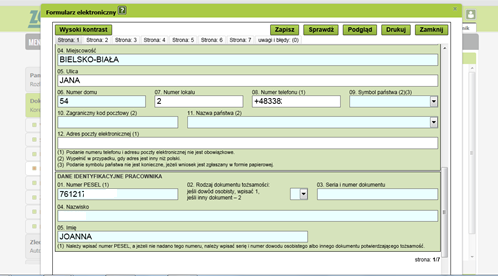 Formularz elektroniczny ?
Wysoki kontrast Zapisz Sprawdź Podgląd Drukuj Zamknij
Strona: 1 Strona: 2 Strona: 3 Strona: 4 Strona: 5 Strona: 6 Strona: 7 uwagi i błędy: (0)
04. Miejscowość
BIELSKO-BIAŁA
05. Ulica
JANA
06. Numer domu 07. Numer lokalu 08. Numer telefonu (1) 09. Symbol państwa (2)(3)
54 2 +48338
10. Zagraniczny kod pocztowy (2) 11. Nazwa państwa (2)
12. Adres poczty elektronicznej (1)
(1) Podanie numeru telefonu i adresu poczty elektronicznej nie jest obowiązkowe.
(2) Wypełnić w przypadku, gdy adres jest inny niż polski.
(3) Podanie symbolu państwa nie jest konieczne, jeżeli wniosek jest zgłaszany w formie papierowej.
DANE IDENTYFIKACYJNE PRACOWNIKA
01. Numer PESEL (1) 02. Rodzaj dokumentu tożsamości: 03. Seria i numer dokumentu
jeśli dowód osobisty, wpisać 1,
jeśli inny dokument – 2
761217
04. Nazwisko
05. Imię
JOANNA
(1) Należy wpisać numer PESEL, a jeżeli nie nadano tego numeru, należy wpisać serię i numer dowodu osobistego albo innego dokumentu potwierdzającego tożsamość.
strona: 1/7